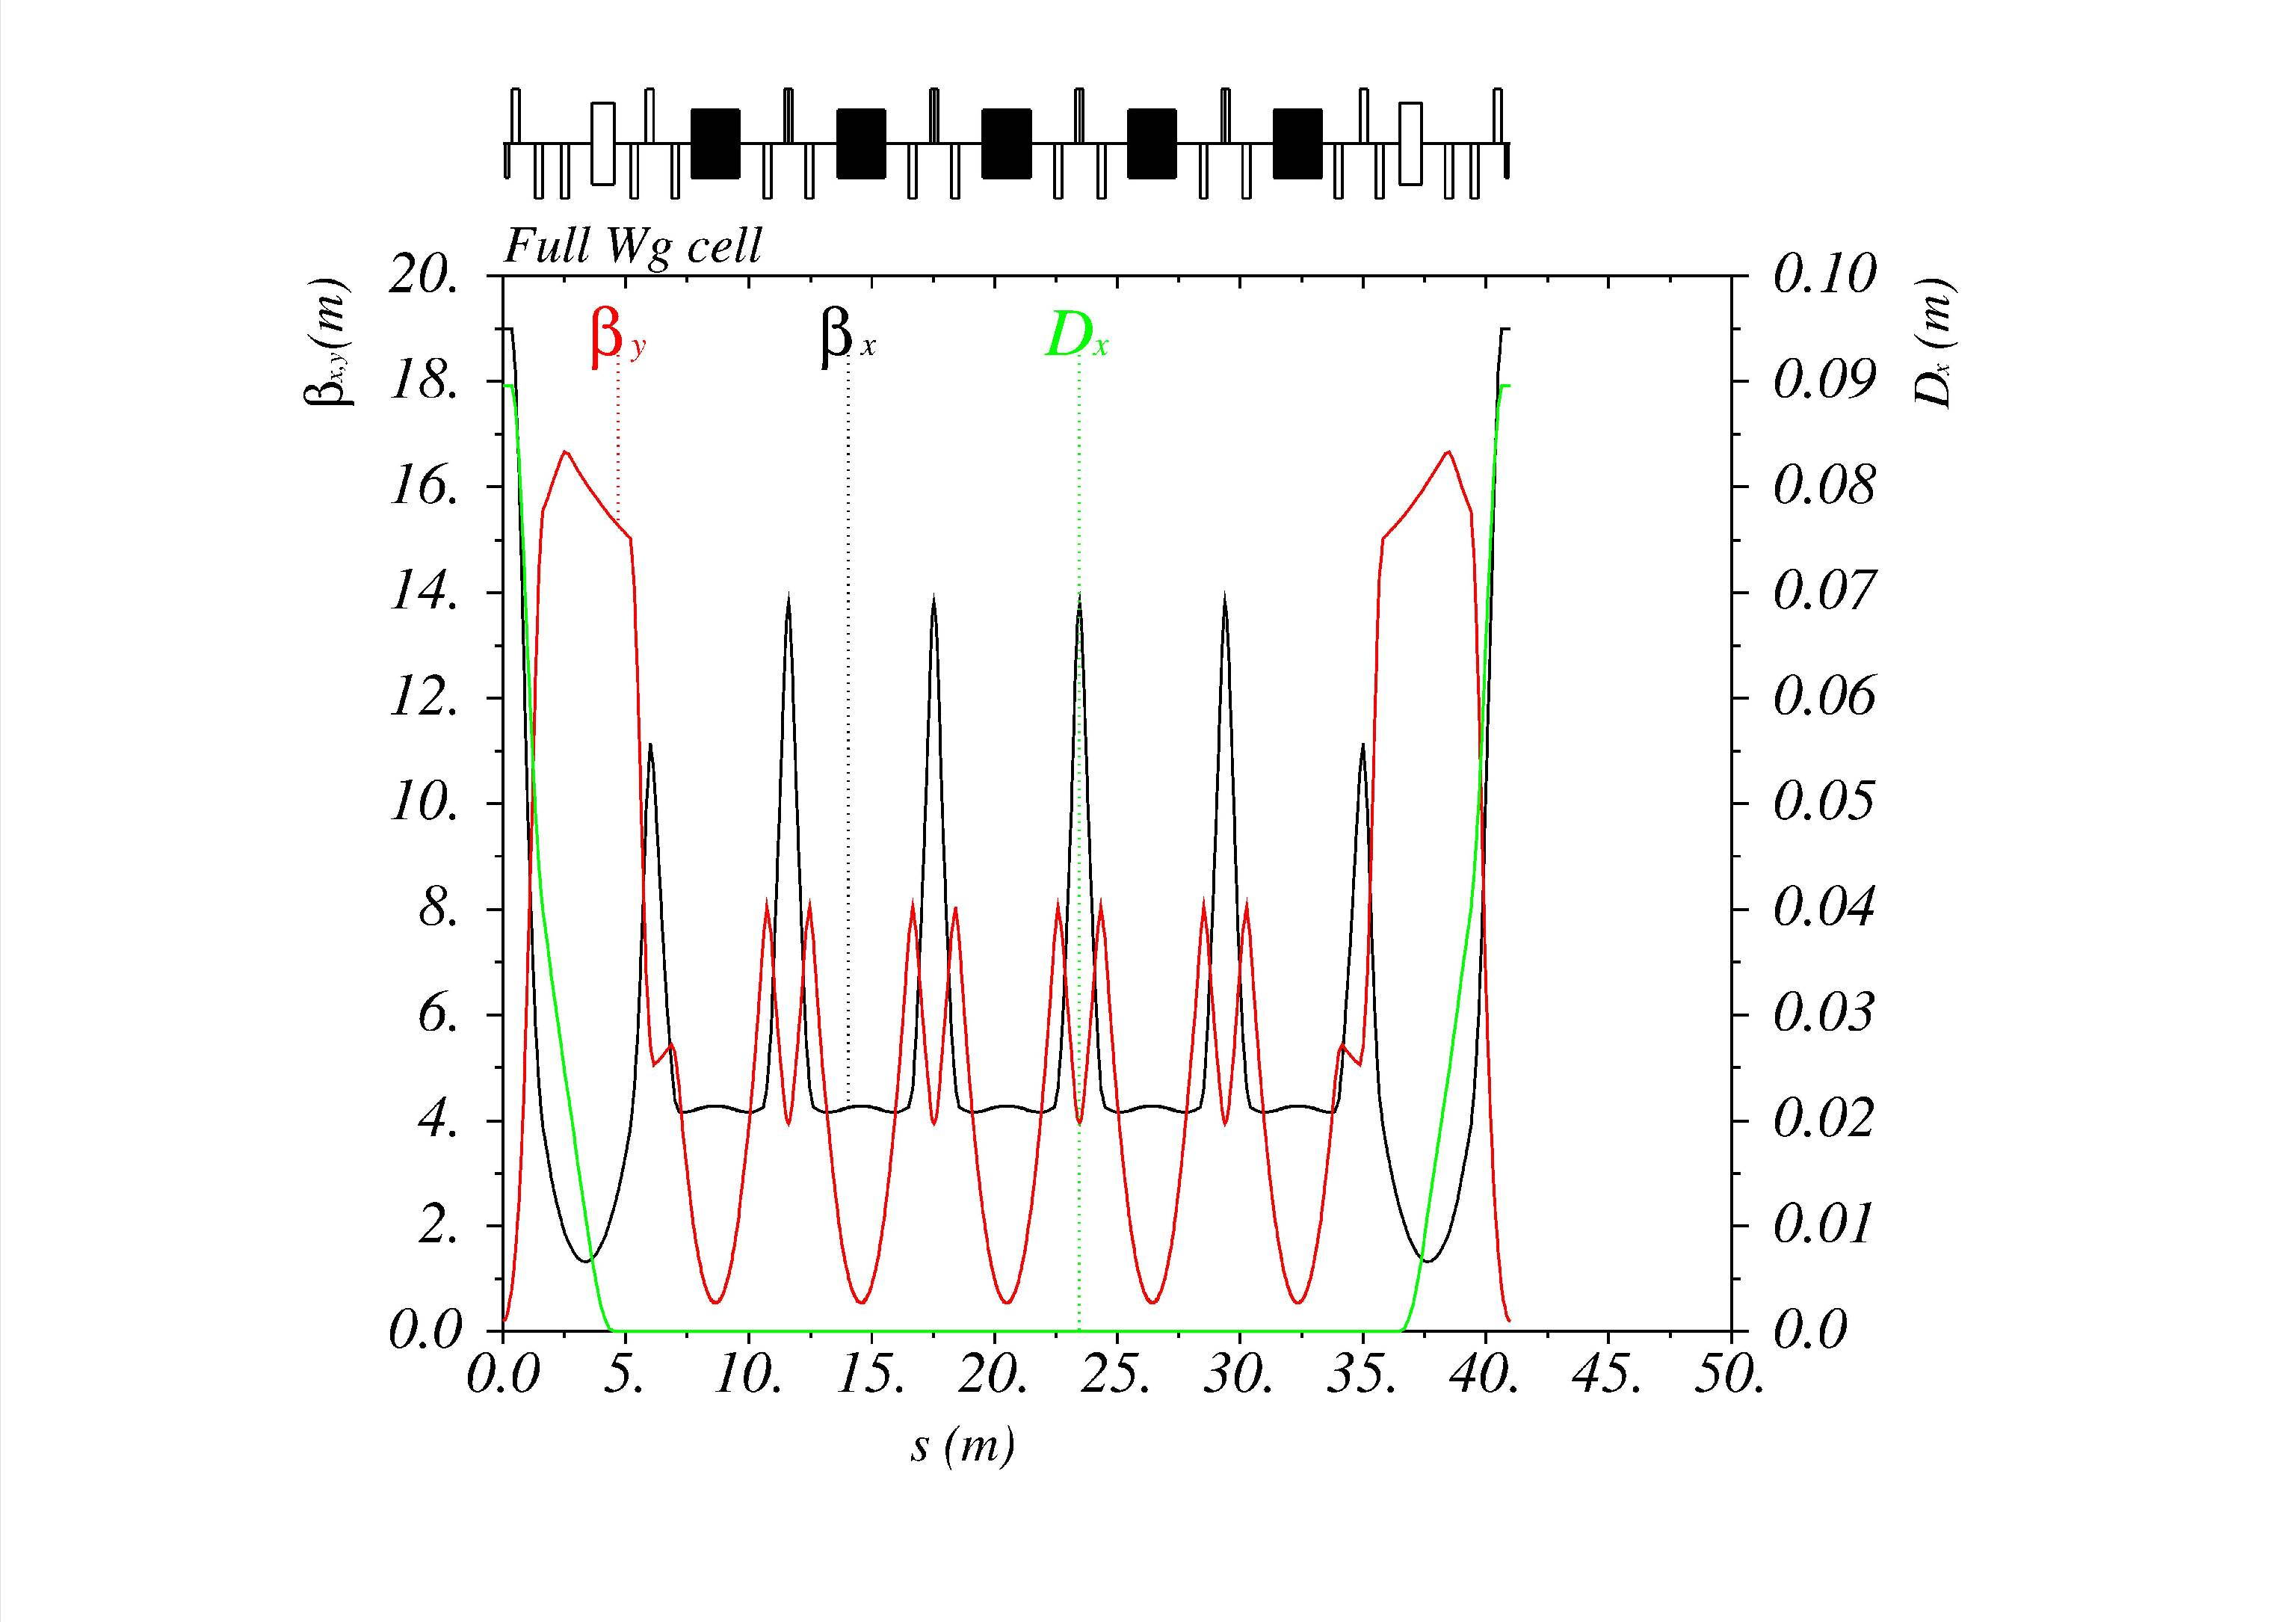 Full Wg cell
βx,y (m)
20.
18.
16.
14.
12.
10.
8.
6.
4.
2.
0.0
βy
βx
Dx
0.10
0.09
0.08
0.07
0.06
0.05
0.04
0.03
0.02
0.01
0.0
Dx (m)
0.0 5. 10. 15. 20. 25. 30. 35. 40. 45. 50.
s (m)